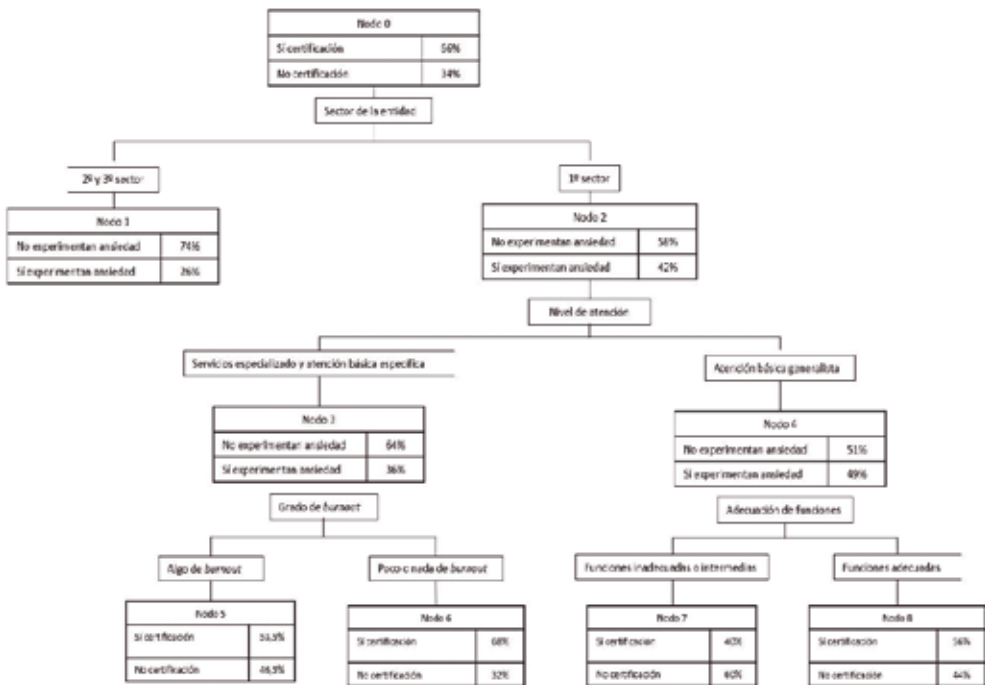 Nodo 0
Sí certificación 56%
No certificación 34%
Sector de la entidad
2º y 3º sector
1º sector
Nodo 1
No experimentan ansiedad 74%
Sí experimentan ansiedad 26%
Nodo 2
No experimentan ansiedad 58%
Sí experimentan ansiedad 42%
Nivel de atención
Servicios especializado y atención básica específica
Atención básica generalista
Nodo 3
No experimentan ansiedad 64%
Sí experimentan ansiedad 36%
Nodo 4
No experimentan ansiedad 51%
Sí experimentan ansiedad 49%
Grado de burnout
Adecuación de funciones
Algo de burnout
Poco o nada de burnout
Funciones inadecuadas o intermedias
Funciones adecuadas
Nodo 5
Sí certificación 53,5%
No certificación 46,5%
Nodo 6
Sí certificación 68%
No certificación 32%
Nodo 7
Sí certificacion 40%
No certificación 60%
Nodo 8
Sí certificación 56%
No certificación 44%